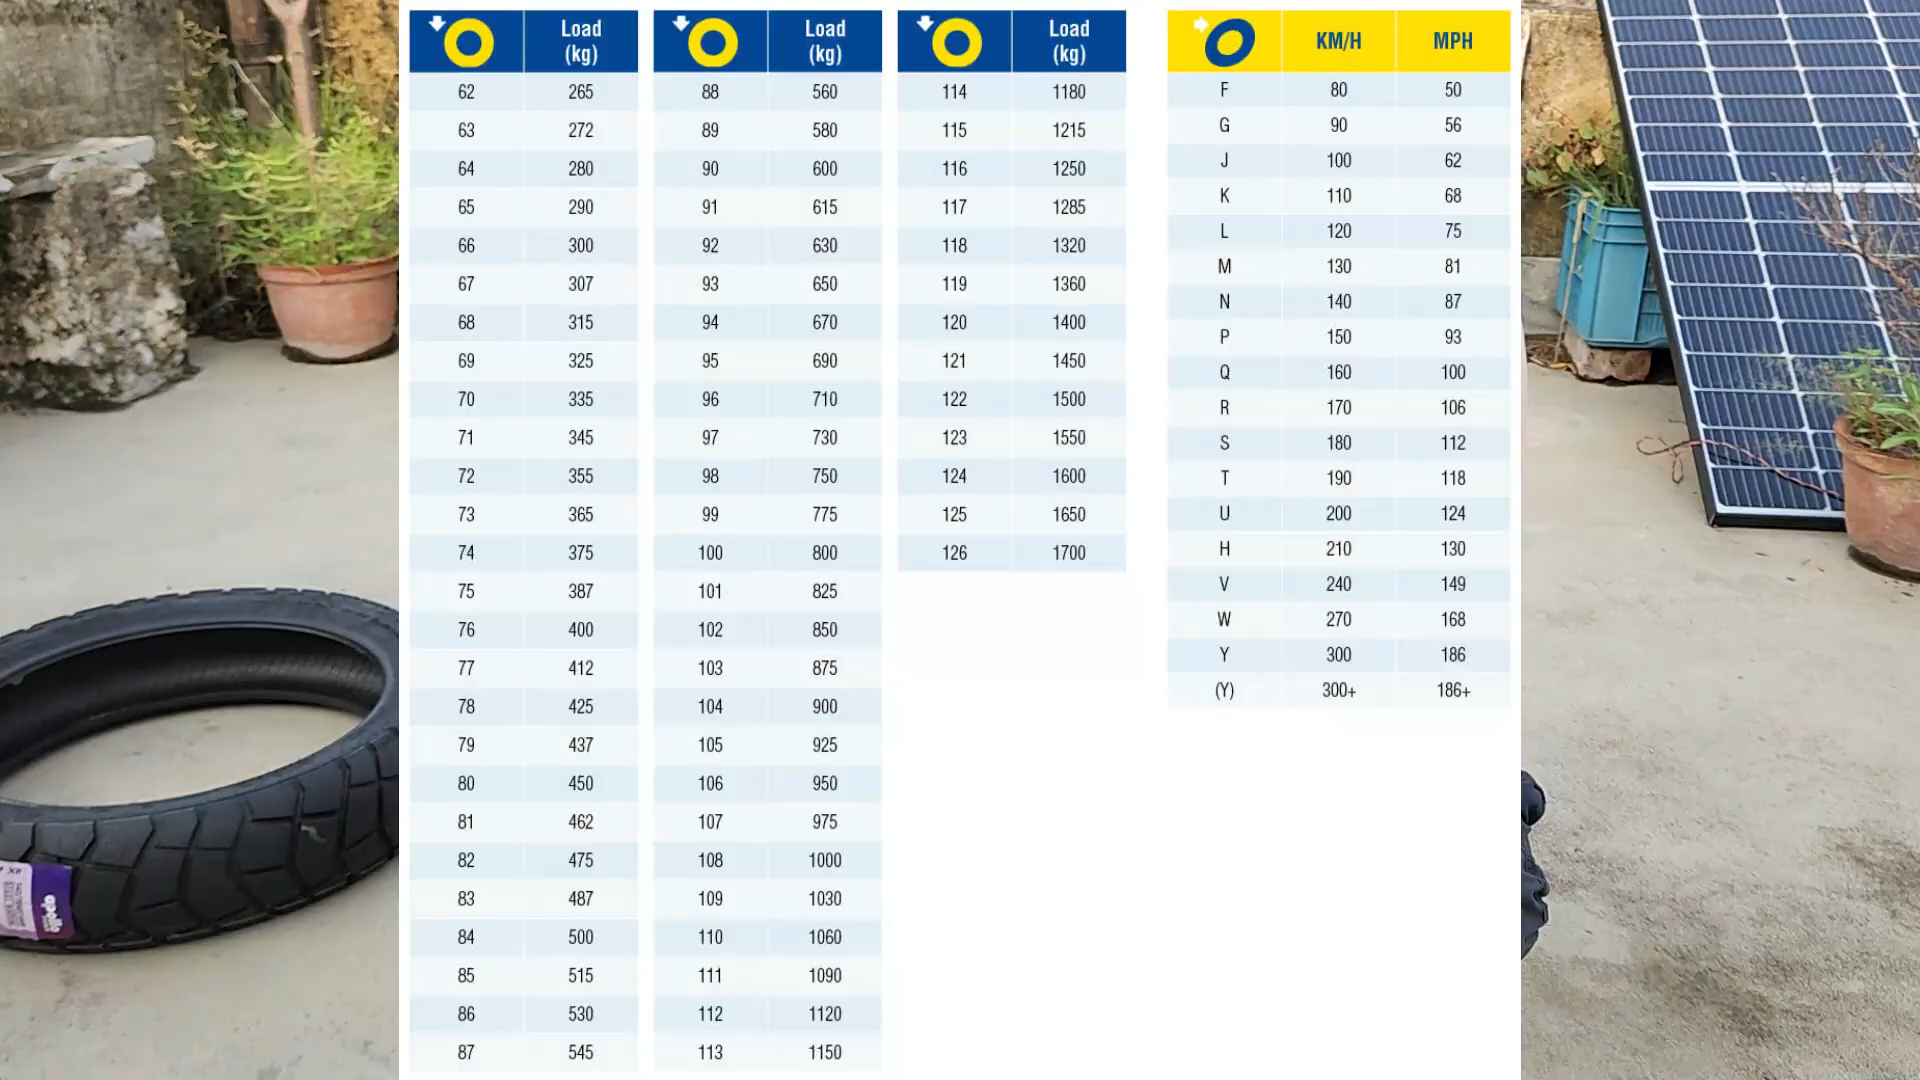 Load (kg)
62 265
63 272
64 280
65 290
66 300
67 307
68 315
69 325
70 335
71 345
72 355
73 365
74 375
75 387
76 400
77 412
78 425
79 437
80 450
81 462
82 475
83 487
84 500
85 515
86 530
87 545
Load (kg)
88 560
89 580
90 600
91 615
92 630
93 650
94 670
95 690
96 710
97 730
98 750
99 775
100 800
101 825
102 850
103 875
104 900
105 925
106 950
107 975
108 1000
109 1030
110 1060
111 1090
112 1120
113 1150
Load (kg)
114 1180
115 1215
116 1250
117 1285
118 1320
119 1360
120 1400
121 1450
122 1500
123 1550
124 1600
125 1650
126 1700
KM/H MPH
F 80 50
G 90 56
J 100 62
K 110 68
L 120 75
M 130 81
N 140 87
P 150 93
Q 160 100
R 170 106
S 180 112
T 190 118
U 200 124
H 210 130
V 240 149
W 270 168
Y 300 186
(Y) 300+ 186+
apollo